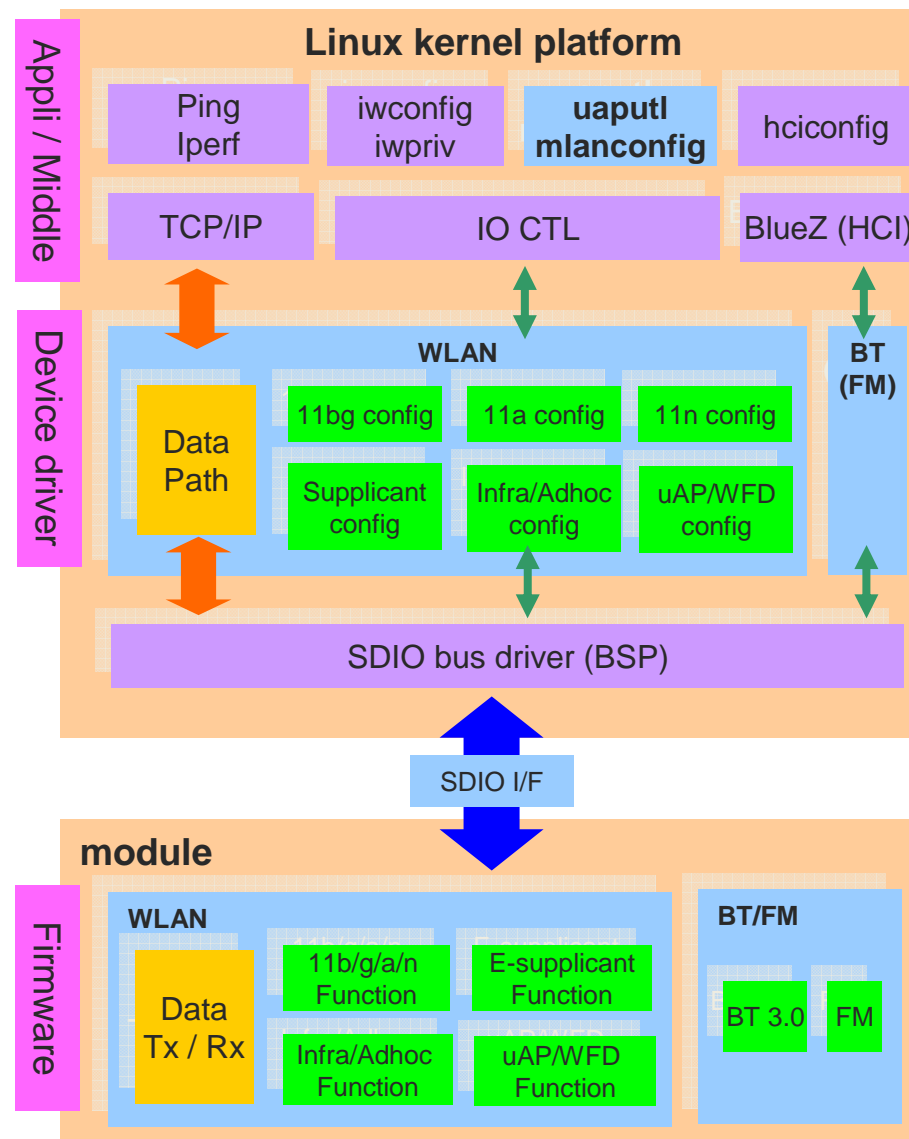 Linux kernel platform
Appli / Middle
Ping
Iperf
iwconfig
iwpriv
uaputl
mlanconfig
hciconfig
TCP/IP
IO CTL
BlueZ (HCI)
Device driver
WLAN
BT
(FM)
Data
Path
11bg config
11a config
11n config
Supplicant
config
Infra/Adhoc
config
uAP/WFD
config
SDIO bus driver (BSP)
SDIO I/F
module
Firmware
WLAN
BT/FM
Data
Tx / Rx
11b/g/a/n
Function
E-supplicant
Function
Infra/Adhoc
Function
uAP/WFD
Function
BT 3.0
FM